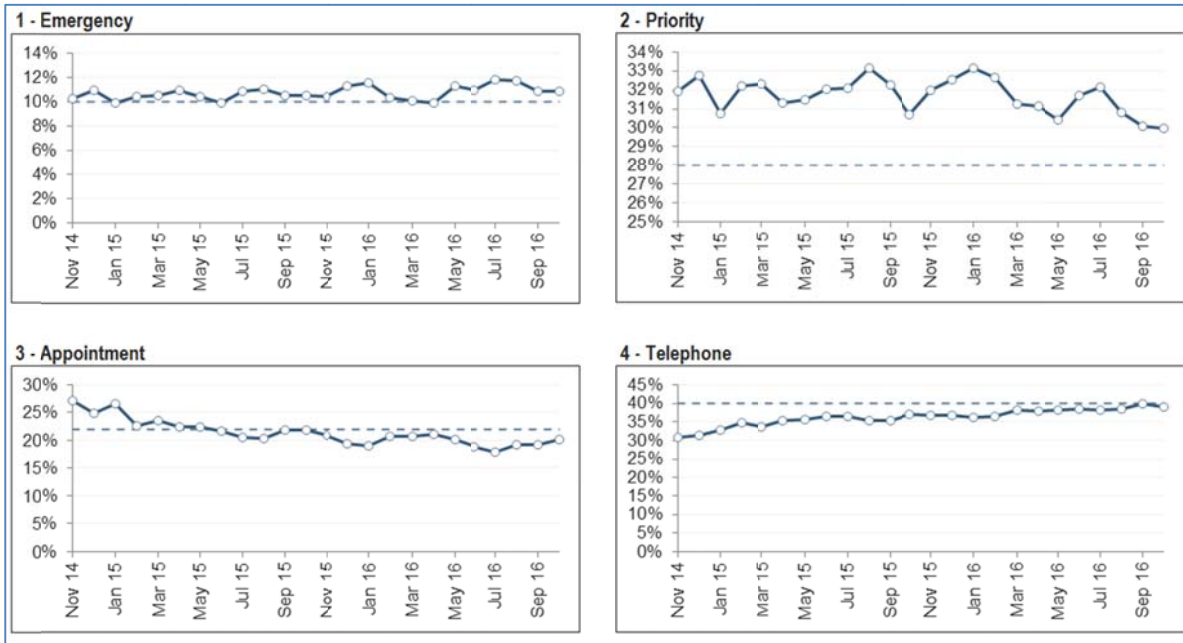 1 - Emergency
14%
12%
10%
8%
6%
4%
2%
0%
Nov 14
Jan 15
Mar 15
May 15
Jul 15
Sep 15
Nov 15
Jan 16
Mar 16
May 16
Jul 16
Sep 16
2 - Priority
34%
33%
32%
31%
30%
29%
28%
27%
26%
25%
Nov 14
Jan 15
Mar 15
May 15
Jul 15
Sep 15
Nov 15
Jan 16
Mar 16
May 16
Jul 16
Sep 16
3 - Appointment
30%
25%
20%
15%
10%
5%
0%
Nov 14
Jan 15
Mar 15
May 15
Jul 15
Sep 15
Nov 15
Jan 16
Mar 16
May 16
Jul 16
Sep 16
4 - Telephone
45%
40%
35%
30%
25%
20%
15%
10%
5%
0%
Nov 14
Jan 15
Mar 15
May 15
Jul 15
Sep 15
Nov 15
Jan 16
Mar 16
May 16
Jul 16
Sep 16